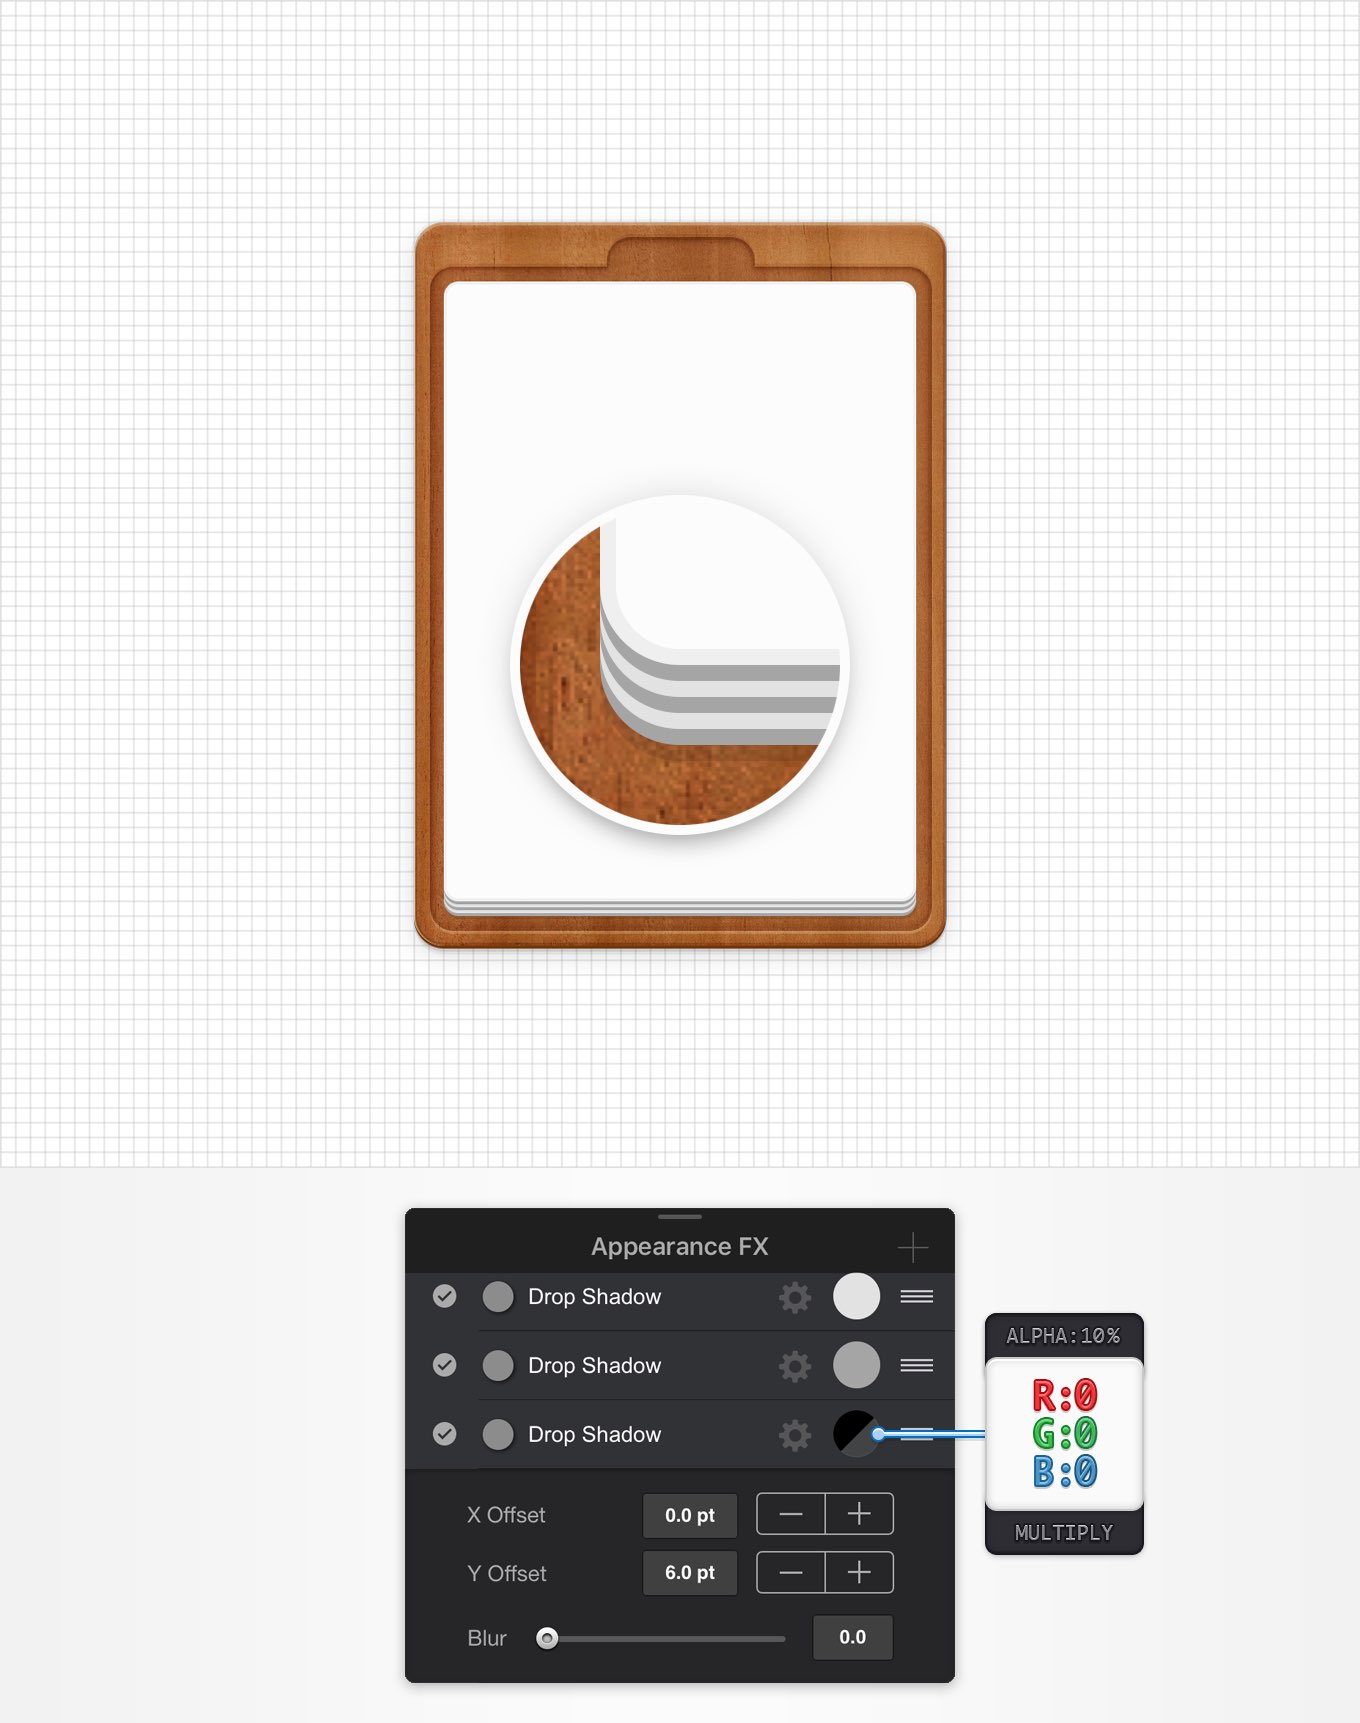 Appearance FX
Drop Shadow
Drop Shadow
Drop Shadow
ALPHA:10%
R:0
G:0
B:0
MULTIPLY
X Offset 0.0 pt
Y Offset 6.0 pt
Blur 0.0